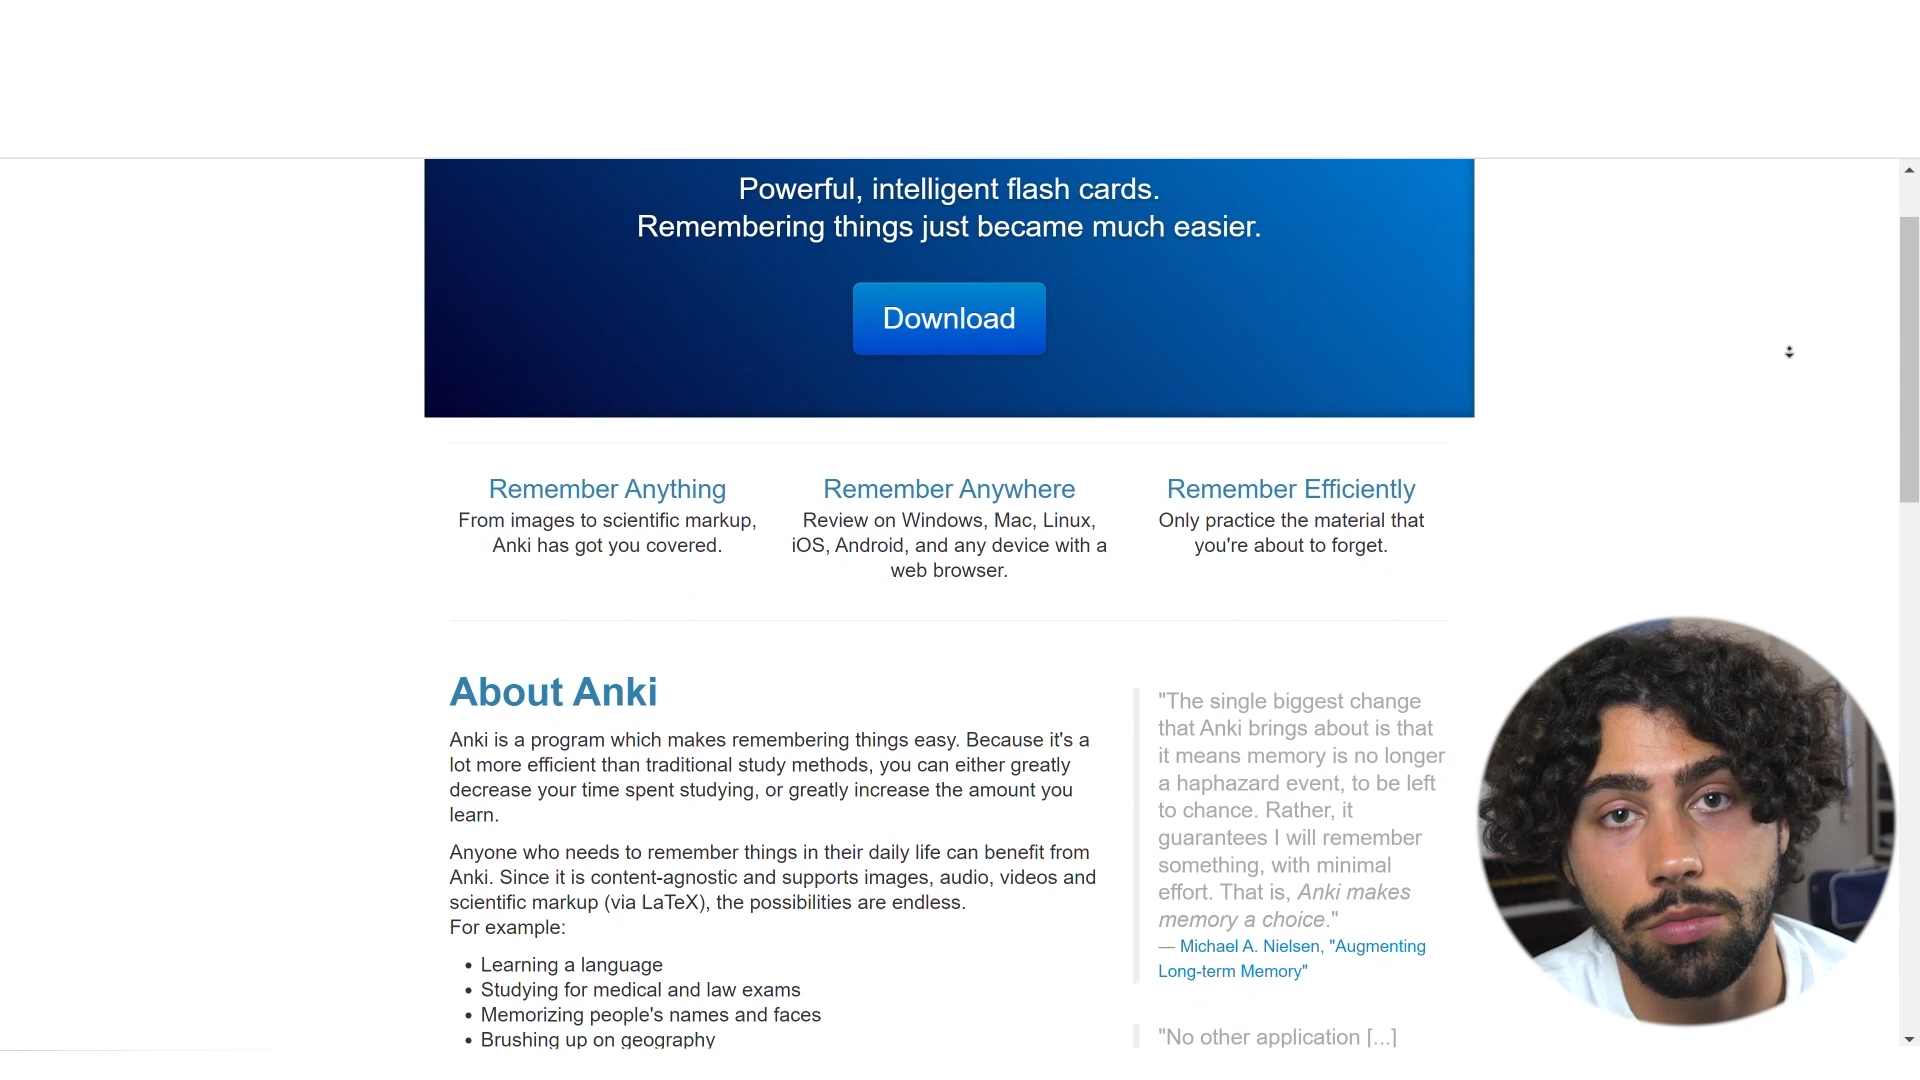 Powerful, intelligent flash cards.
Remembering things just became much easier.
Download
Remember Anything
From images to scientific markup,
Anki has got you covered.
Remember Anywhere
Review on Windows, Mac, Linux,
iOS, Android, and any device with a
web browser.
Remember Efficiently
Only practice the material that
you're about to forget.
About Anki
Anki is a program which makes remembering things easy. Because it's a
lot more efficient than traditional study methods, you can either greatly
decrease your time spent studying, or greatly increase the amount you
learn.
Anyone who needs to remember things in their daily life can benefit from
Anki. Since it is content-agnostic and supports images, audio, videos and
scientific markup (via LaTeX), the possibilities are endless.
For example:
• Learning a language
• Studying for medical and law exams
• Memorizing people's names and faces
• Brushing up on geography
"The single biggest change
that Anki brings about is that
it means memory is no longer
a haphazard event, to be left
to chance. Rather, it
guarantees I will remember
something, with minimal
effort. That is, Anki makes
memory a choice."
— Michael A. Nielsen, "Augmenting
Long-term Memory"
"No other application [...]